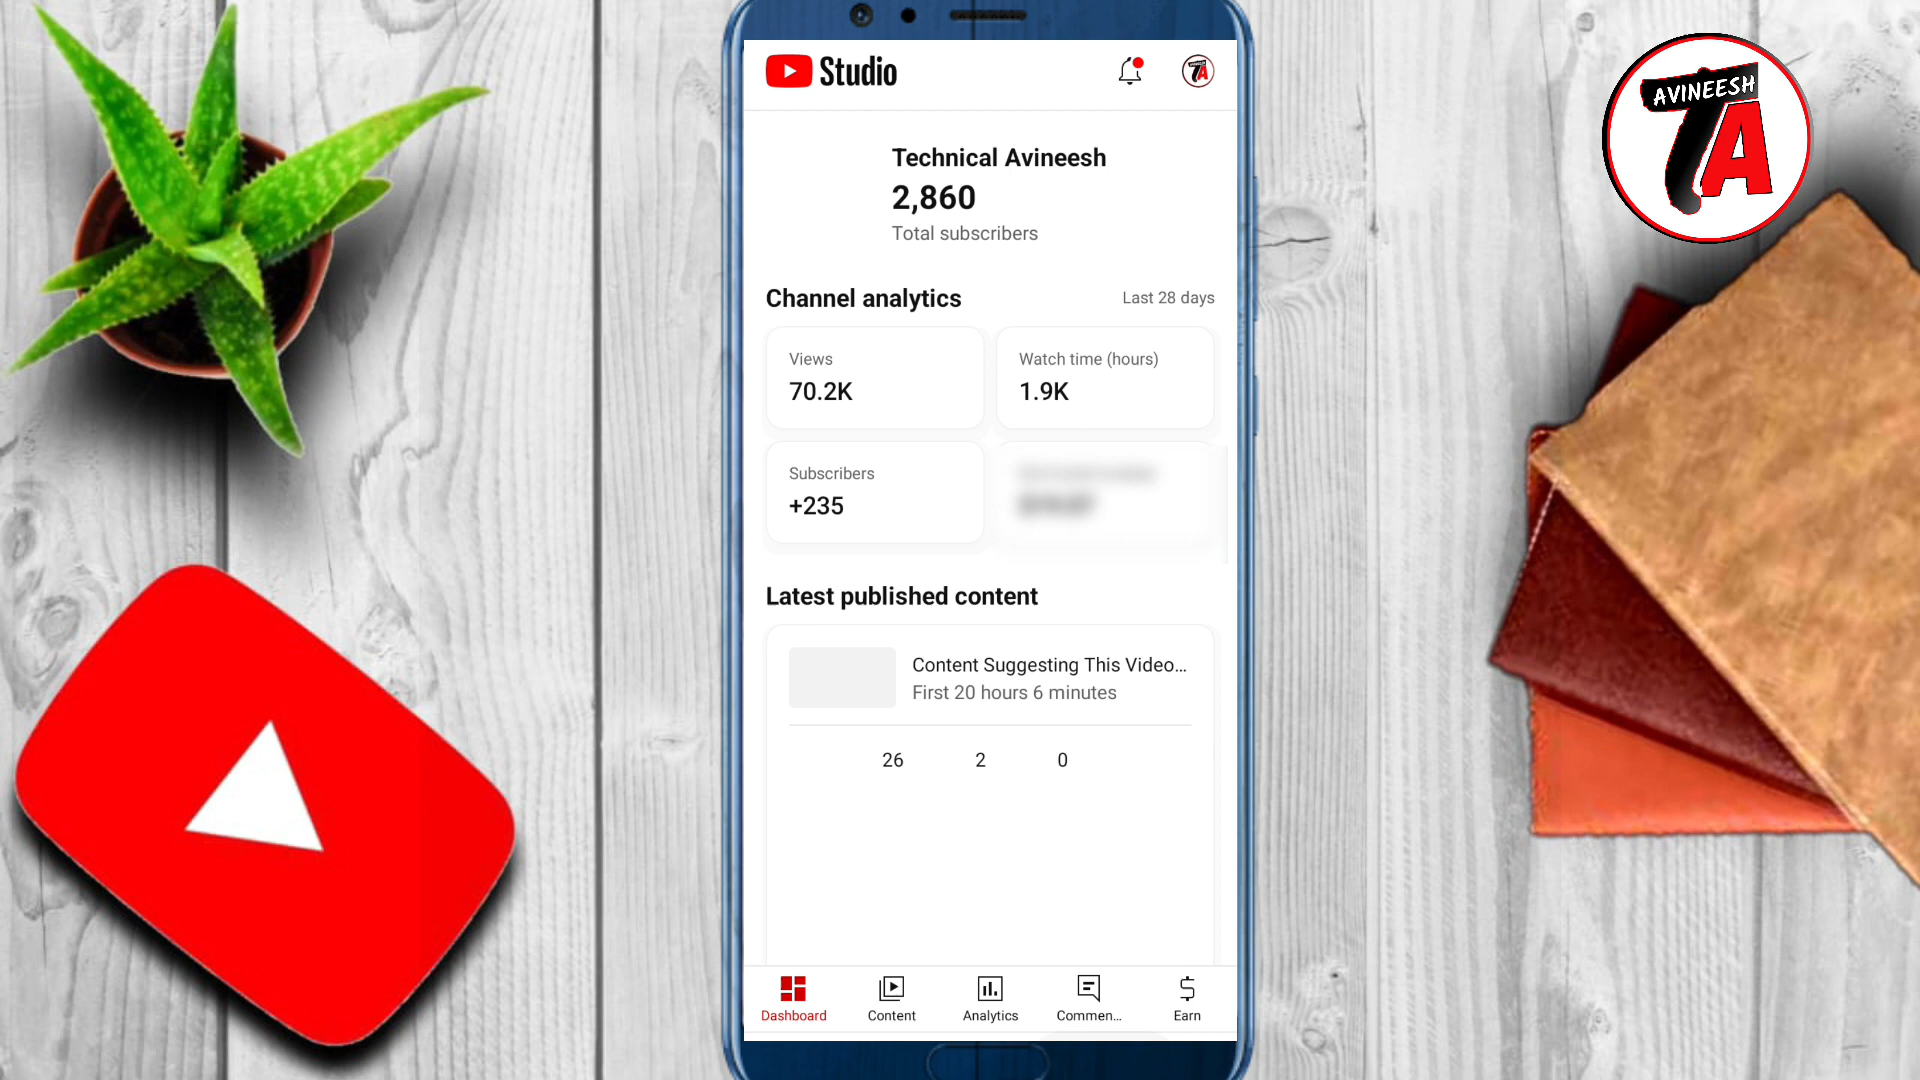 Studio
Technical Avineesh
2,860
Total subscribers
Channel analytics
Last 28 days
Views
70.2K
Watch time (hours)
1.9K
Subscribers
+235
Latest published content
Content Suggesting This Video...
First 20 hours 6 minutes
26 2 0
Dashboard
Content
Analytics
Commen...
Earn
AVINEESH
TA